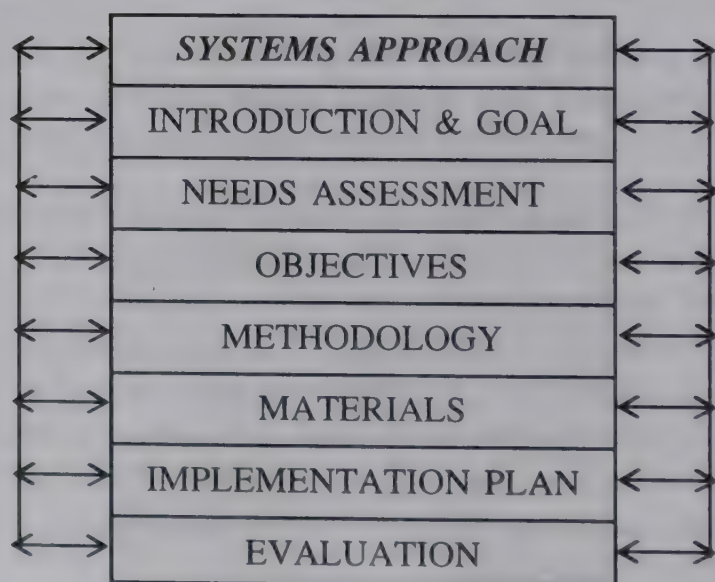 SYSTEMS APPROACH
INTRODUCTION & GOAL
NEEDS ASSESSMENT
OBJECTIVES
METHODOLOGY
MATERIALS
IMPLEMENTATION PLAN
EVALUATION